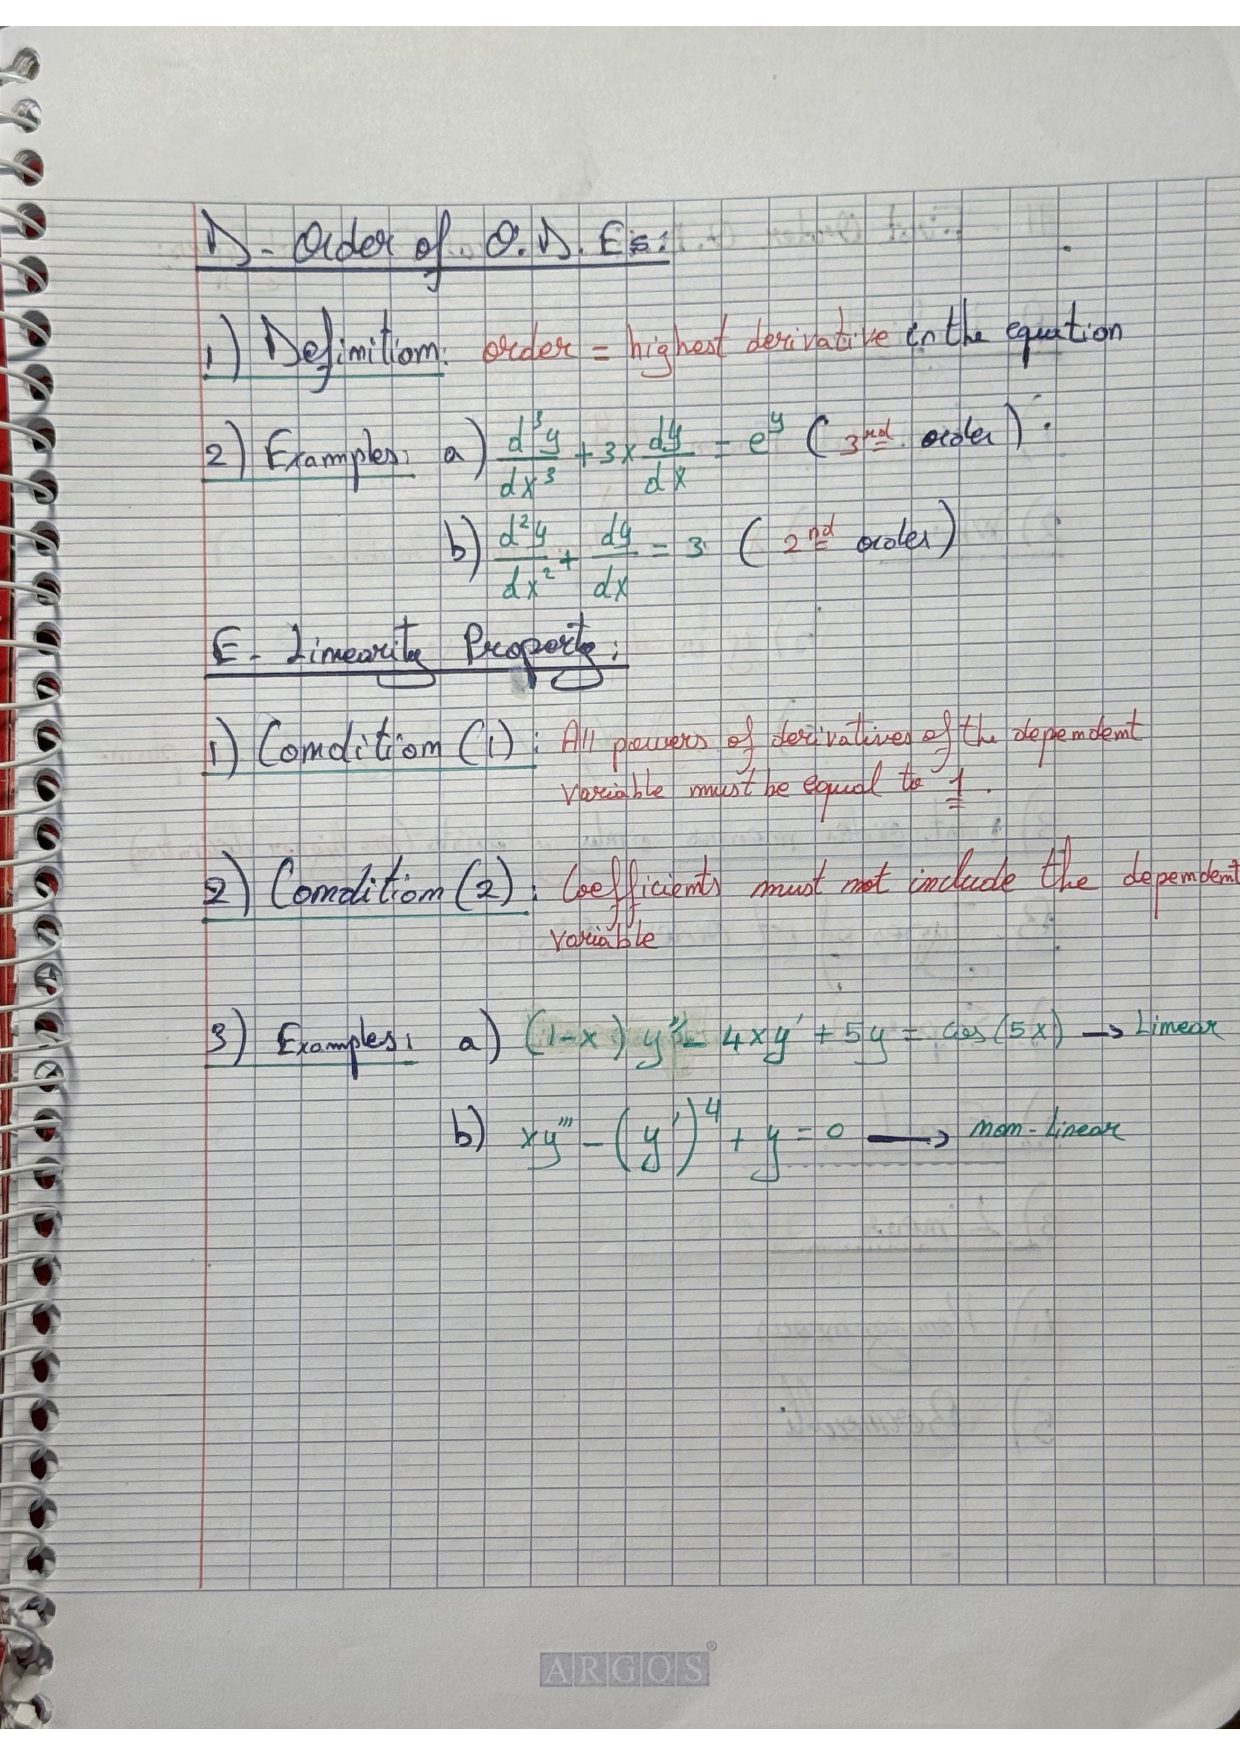 D - Order of O.D.Es:
1) Definition: order = highest derivative in the equation
2) Examples: a) d³y/dx³ + 3x dy/dx = e^y (3rd order)
b) d²y/dx² + dy/dx = 3 (2nd order)
E - Linearity Property:
1) Condition (1): All powers of derivatives of the dependent
variable must be equal to 1.
2) Condition (2): Coefficients must not include the dependent
variable
3) Examples: a) (1-x) y'' - 4xy' + 5y = cos(5x) → Linear
b) xy''' - (y')⁴ + y = 0 → non-linear
ARGOS®